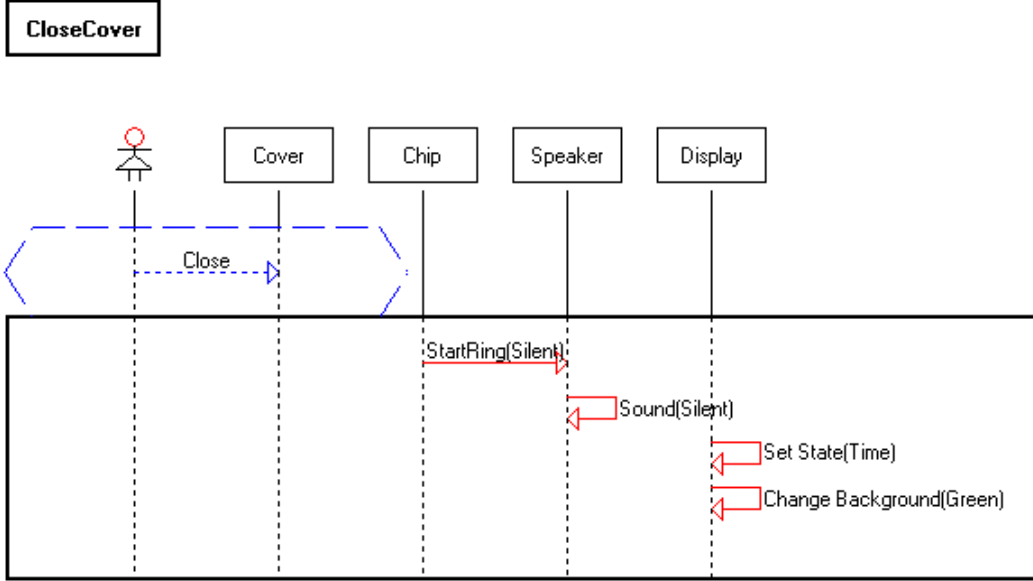 CloseCover
Cover
Chip
Speaker
Display
Close
StartRing(Silent)
Sound(Silent)
Set State(Time)
Change Background(Green)